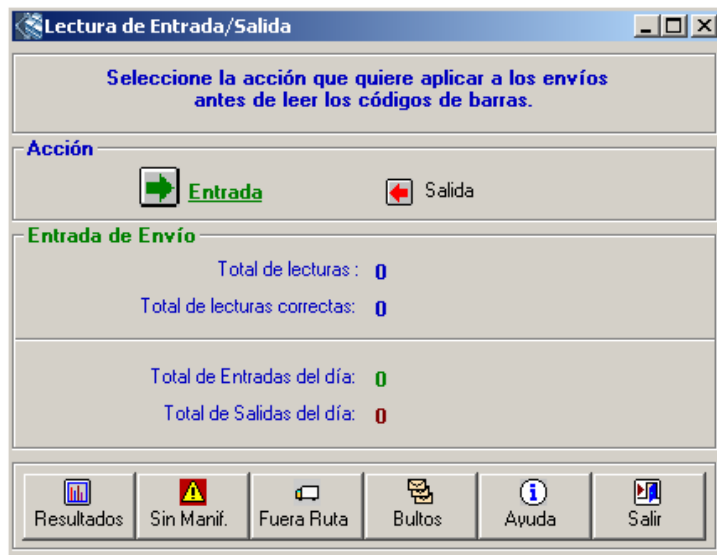 Lectura de Entrada/Salida
Seleccione la acción que quiere aplicar a los envíos
antes de leer los códigos de barras.
Acción
Entrada Salida
Entrada de Envío
Total de lecturas : 0
Total de lecturas correctas: 0
Total de Entradas del día: 0
Total de Salidas del día: 0
Resultados Sin Manif. Fuera Ruta Bultos Ayuda Salir